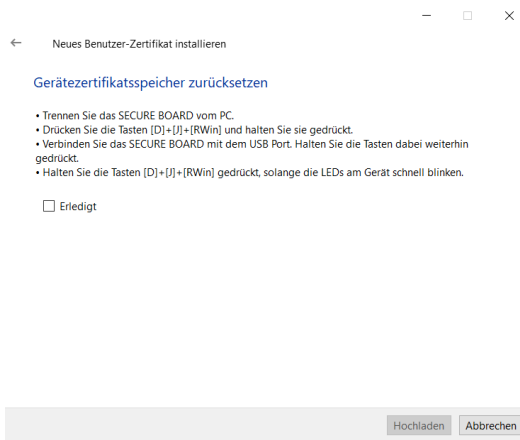 Neues Benutzer-Zertifikat installieren
Gerätezertifikatsspeicher zurücksetzen
• Trennen Sie das SECURE BOARD vom PC.
• Drücken Sie die Tasten [D]+[J]+[RWin] und halten Sie sie gedrückt.
• Verbinden Sie das SECURE BOARD mit dem USB Port. Halten Sie die Tasten dabei weiterhin
gedrückt.
• Halten Sie die Tasten [D]+[J]+[RWin] gedrückt, solange die LEDs am Gerät schnell blinken.
Erledigt
Hochladen Abbrechen